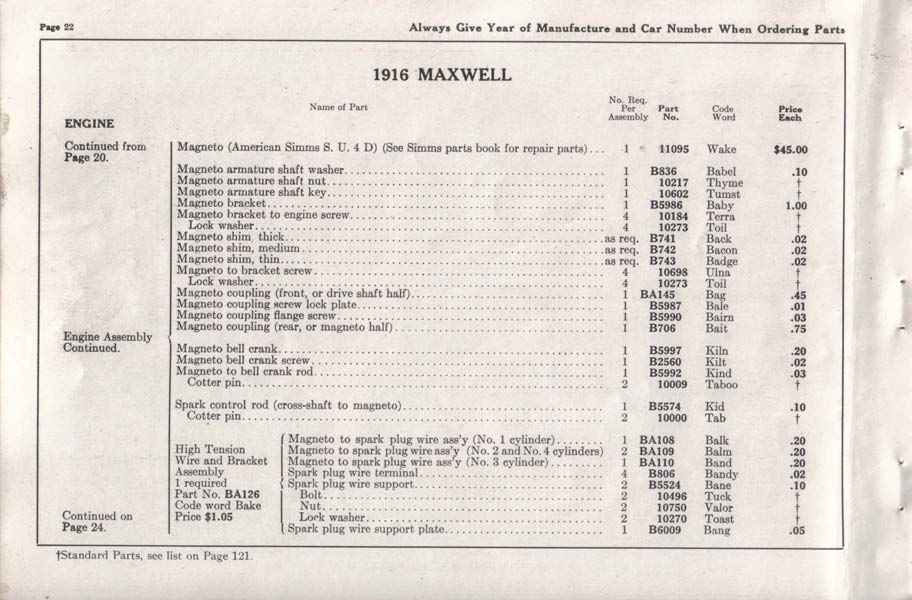 Page 22 Always Give Year of Manufacture and Car Number When Ordering Parts
1916 MAXWELL
Name of Part No. Req. Per Assembly Part No. Code Word Price Each
ENGINE
Continued from Page 20. Magneto (American Simms S. U. 4 D) (See Simms parts book for repair parts)... 1 11095 Wake $45.00
Magneto armature shaft washer 1 B836 Babel .10
Magneto armature shaft nut 1 10217 Thyme †
Magneto armature shaft key 1 10602 Tumst †
Magneto bracket 1 B5986 Baby 1.00
Magneto bracket to engine screw 4 10184 Terra †
Lock washer 4 10273 Toil †
Magneto shim, thick as req. B741 Back .02
Magneto shim, medium as req. B742 Bacon .02
Magneto shim, thin as req. B743 Badge .02
Magneto to bracket screw 4 10698 Ulna †
Lock washer 4 10273 Toil †
Magneto coupling (front, or drive shaft half) 1 BA145 Bag .45
Magneto coupling screw lock plate 1 B5987 Bale .01
Magneto coupling flange screw 1 B5990 Bairn .03
Magneto coupling (rear, or magneto half) 1 B706 Bait .75
Engine Assembly Continued.
Magneto bell crank 1 B5997 Kiln .20
Magneto bell crank screw 1 B2560 Kilt .02
Magneto to bell crank rod 1 B5992 Kind .03
Cotter pin 2 10009 Taboo †
Spark control rod (cross-shaft to magneto) 1 B5574 Kid .10
Cotter pin 2 10000 Tab †
High Tension Wire and Bracket Assembly
1 required
Part No. BA126
Code word Bake
Price $1.05
Magneto to spark plug wire ass'y (No. 1 cylinder) 1 BA108 Balk .20
Magneto to spark plug wire ass'y (No. 2 and No. 4 cylinders) 2 BA109 Balm .20
Magneto to spark plug wire ass'y (No. 3 cylinder) 1 BA110 Band .20
Spark plug wire terminal 4 B806 Bandy .02
Spark plug wire support 2 B5524 Bane .10
Bolt 2 10496 Tuck †
Nut 2 10750 Valor †
Lock washer 2 10270 Toast †
Spark plug wire support plate 1 B6009 Bang .05
Continued on Page 24.
†Standard Parts, see list on Page 121.